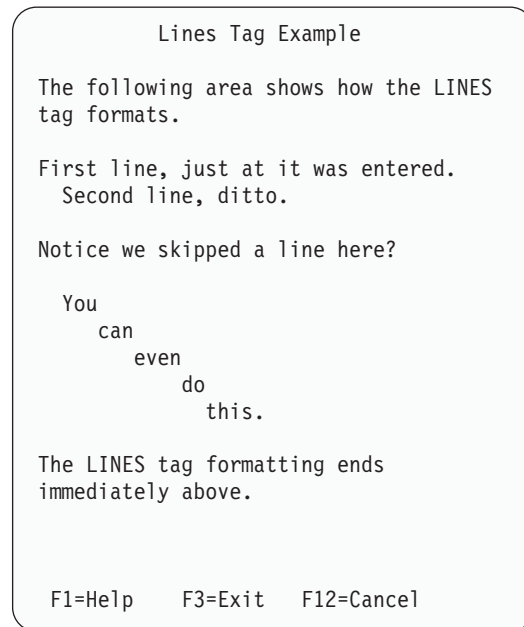 Lines Tag Example
The following area shows how the LINES
tag formats.
First line, just at it was entered.
Second line, ditto.
Notice we skipped a line here?
You
can
even
do
this.
The LINES tag formatting ends
immediately above.
F1=Help F3=Exit F12=Cancel